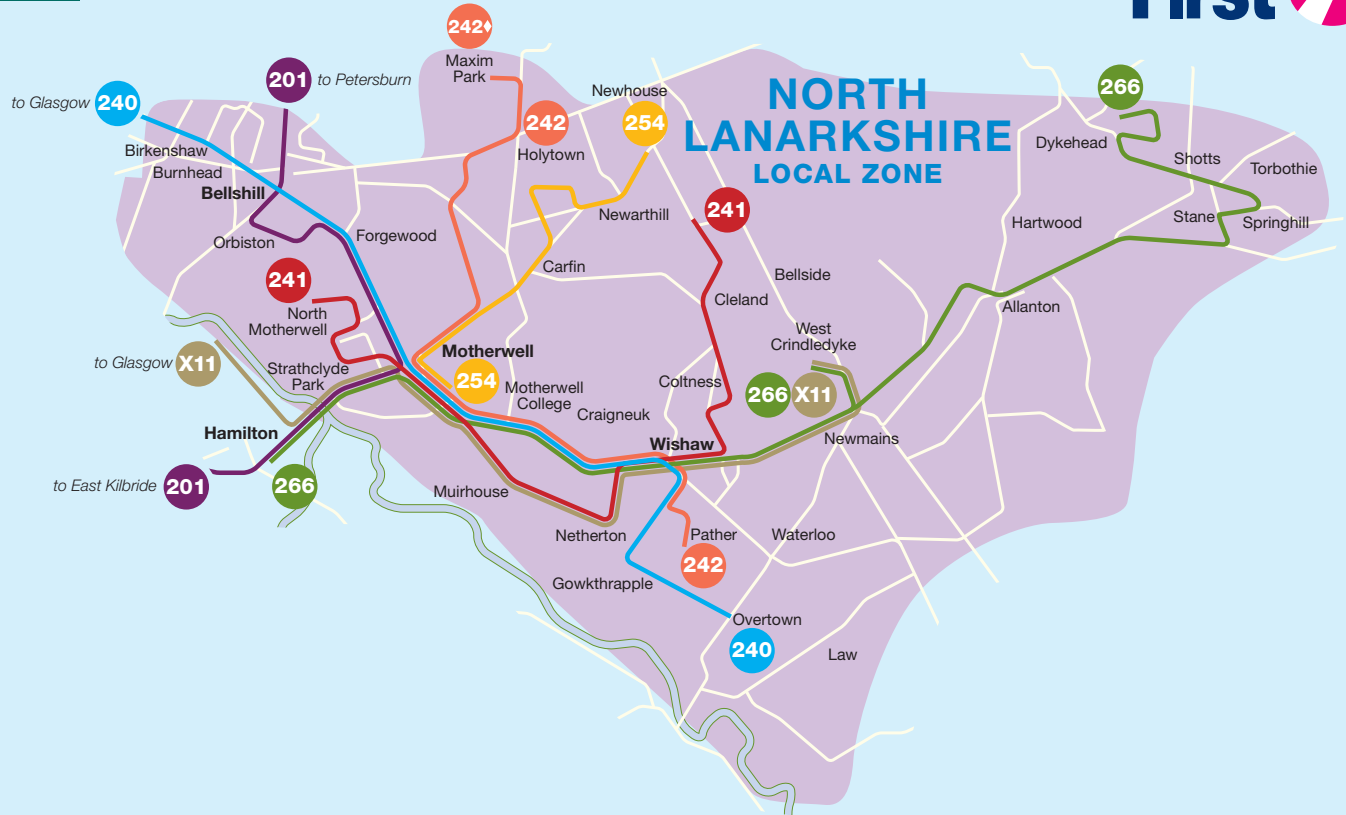 First
242♦
Maxim
Park
201 to Petersburn
to Glasgow 240
Newhouse
NORTH
LANARKSHIRE
LOCAL ZONE
266
242
254
Holytown
Birkenshaw
Burnhead
Bellshill
Dykehead
Shotts
Torbothie
Newarthill
241
Stane
Springhill
Hartwood
Orbiston
Forgewood
Carfin
Bellside
241
North
Motherwell
Cleland
Allanton
West
Crindledyke
to Glasgow X11
Strathclyde
Park
Motherwell
254
Motherwell
College
Coltness
266 X11
Craigneuk
Hamilton
Wishaw
Newmains
to East Kilbride 201
266
Muirhouse
Netherton
Pather
242
Waterloo
Gowkthrapple
Overtown
240
Law